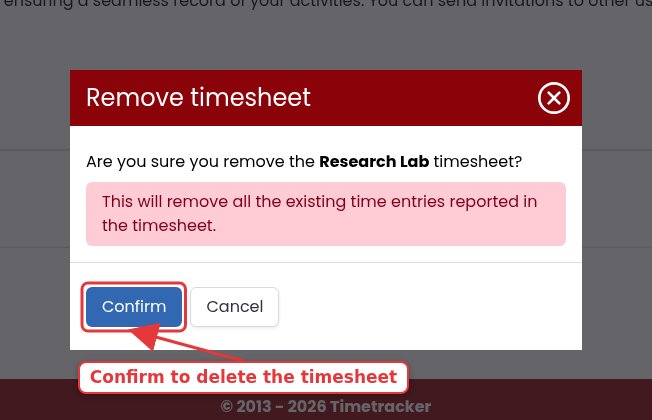 ensuring a seamless record of your activities. You can send invitations to other us
Remove timesheet
Are you sure you remove the Research Lab timesheet?
This will remove all the existing time entries reported in
the timesheet.
Confirm
Cancel
Confirm to delete the timesheet
© 2013 - 2026 Timetracker